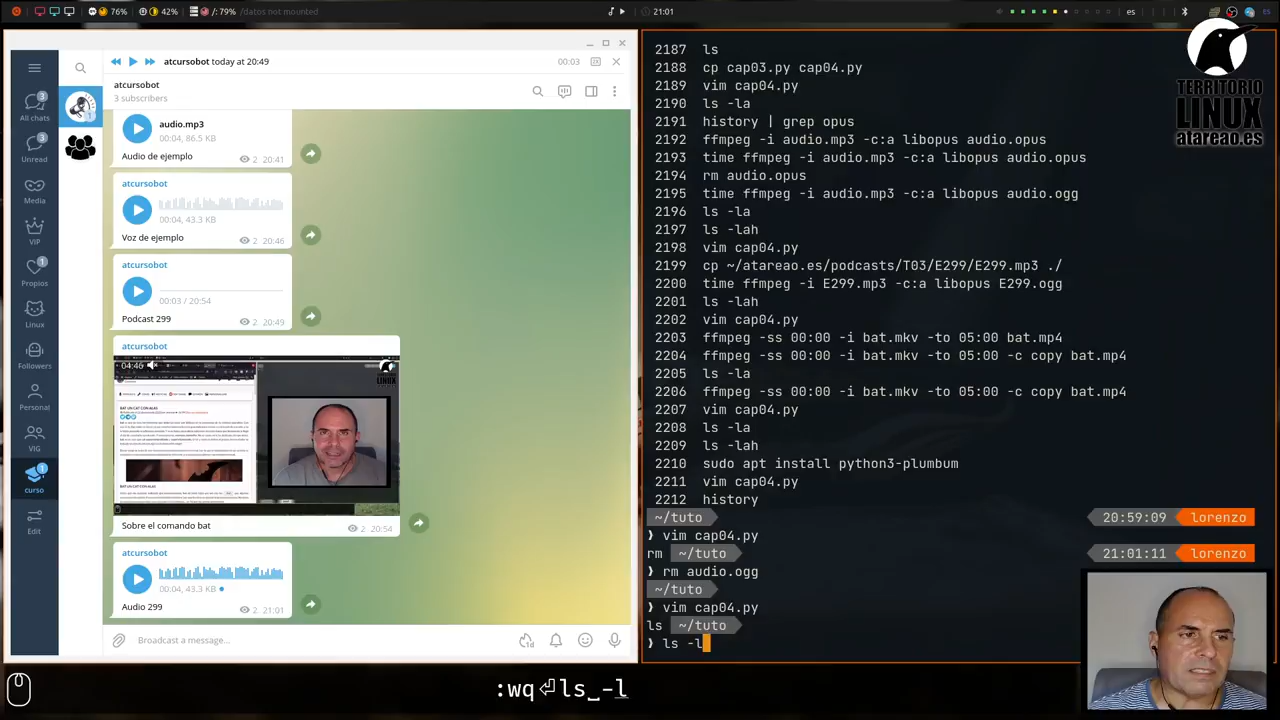 76%
42%
/: 79%
/datos not mounted
21:01
es
ES
atcursobot today at 20:49
00:03
2X
All chats
Unread
Media
VIP
Propios
Linux
Followers
Personal
VIG
curso
Edit
atcursobot
3 subscribers
audio.mp3
00:04, 86.5 KB
Audio de ejemplo
2 20:41
atcursobot
00:04, 43.3 KB
Voz de ejemplo
2 20:46
atcursobot
00:03 / 20:54
Podcast 299
2 20:49
atcursobot
04:46
BAT UN CAT CON ALAS
Sobre el comando bat
2 20:54
atcursobot
00:04, 43.3 KB
Audio 299
2 21:01
Broadcast a message...
2187 ls
2188 cp cap03.py cap04.py
2189 vim cap04.py
2190 ls -la
2191 history | grep opus
2192 ffmpeg -i audio.mp3 -c:a libopus audio.opus
2193 time ffmpeg -i audio.mp3 -c:a libopus audio.opus
2194 rm audio.opus
2195 time ffmpeg -i audio.mp3 -c:a libopus audio.ogg
2196 ls -la
2197 ls -lah
2198 vim cap04.py
2199 cp ~/atareao.es/podcasts/T03/E299/E299.mp3 ./
2200 time ffmpeg -i E299.mp3 -c:a libopus E299.ogg
2201 ls -lah
2202 vim cap04.py
2203 ffmpeg -ss 00:00 -i bat.mkv -to 05:00 bat.mp4
2204 ffmpeg -ss 00:00 -i bat.mkv -to 05:00 -c copy bat.mp4
2205 ls -la
2206 ffmpeg -ss 00:00 -i bat.mkv -to 05:00 -c copy bat.mp4
2207 vim cap04.py
2208 ls -la
2209 ls -lah
2210 sudo apt install python3-plumbum
2211 vim cap04.py
2212 history
~/tuto 20:59:09 lorenzo
❯ vim cap04.py
rm ~/tuto 21:01:11 lorenzo
❯ rm audio.ogg
~/tuto
❯ vim cap04.py
ls ~/tuto
❯ ls -l
TERRITORIO
LINUX
atareao.es
:wq⏎ls␣-l